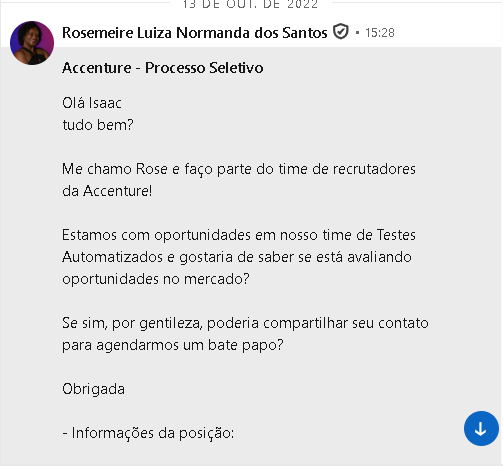 13 DE OUT. DE 2022
Rosemeire Luiza Normanda dos Santos • 15:28
Accenture - Processo Seletivo
Olá Isaac
tudo bem?
Me chamo Rose e faço parte do time de recrutadores
da Accenture!
Estamos com oportunidades em nosso time de Testes
Automatizados e gostaria de saber se está avaliando
oportunidades no mercado?
Se sim, por gentileza, poderia compartilhar seu contato
para agendarmos um bate papo?
Obrigada
- Informações da posição: